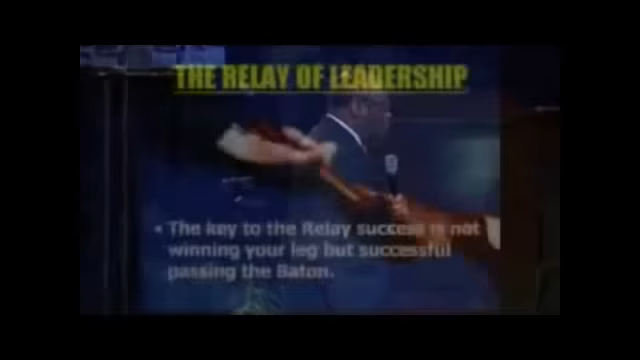 THE RELAY OF LEADERSHIP
• The key to the Relay success is not
winning your leg but successful
passing the Baton.